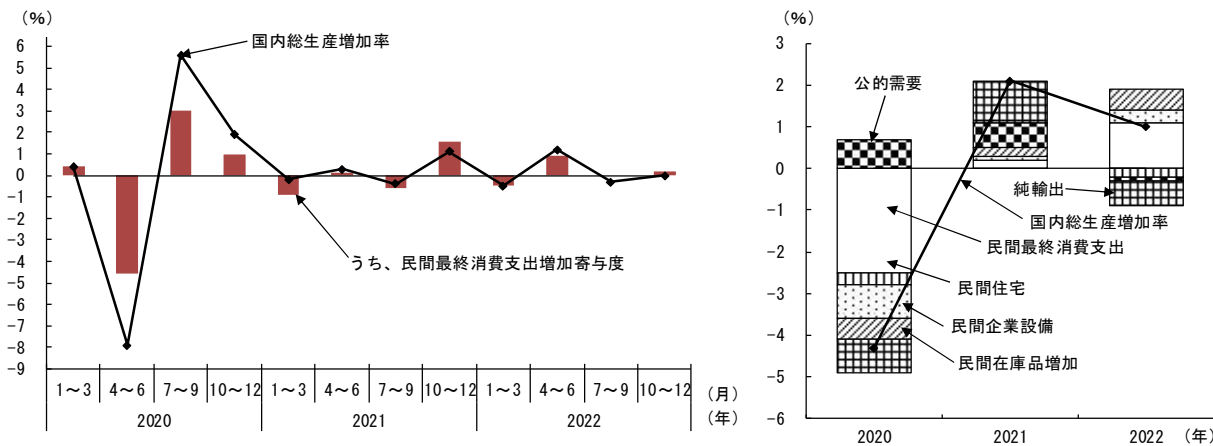 （％）
6
5
4
3
2
1
0
-1
-2
-3
-4
-5
-6
-7
-8
-9
国内総生産増加率
うち、民間最終消費支出増加寄与度
1～3 4～6 7～9 10～12 1～3 4～6 7～9 10～12 1～3 4～6 7～9 10～12 （月）
2020 2021 2022 （年）
（％）
3
2
1
0
-1
-2
-3
-4
-5
-6
公的需要
純輸出
国内総生産増加率
民間最終消費支出
民間住宅
民間企業設備
民間在庫品増加
2020 2021 2022 （年）